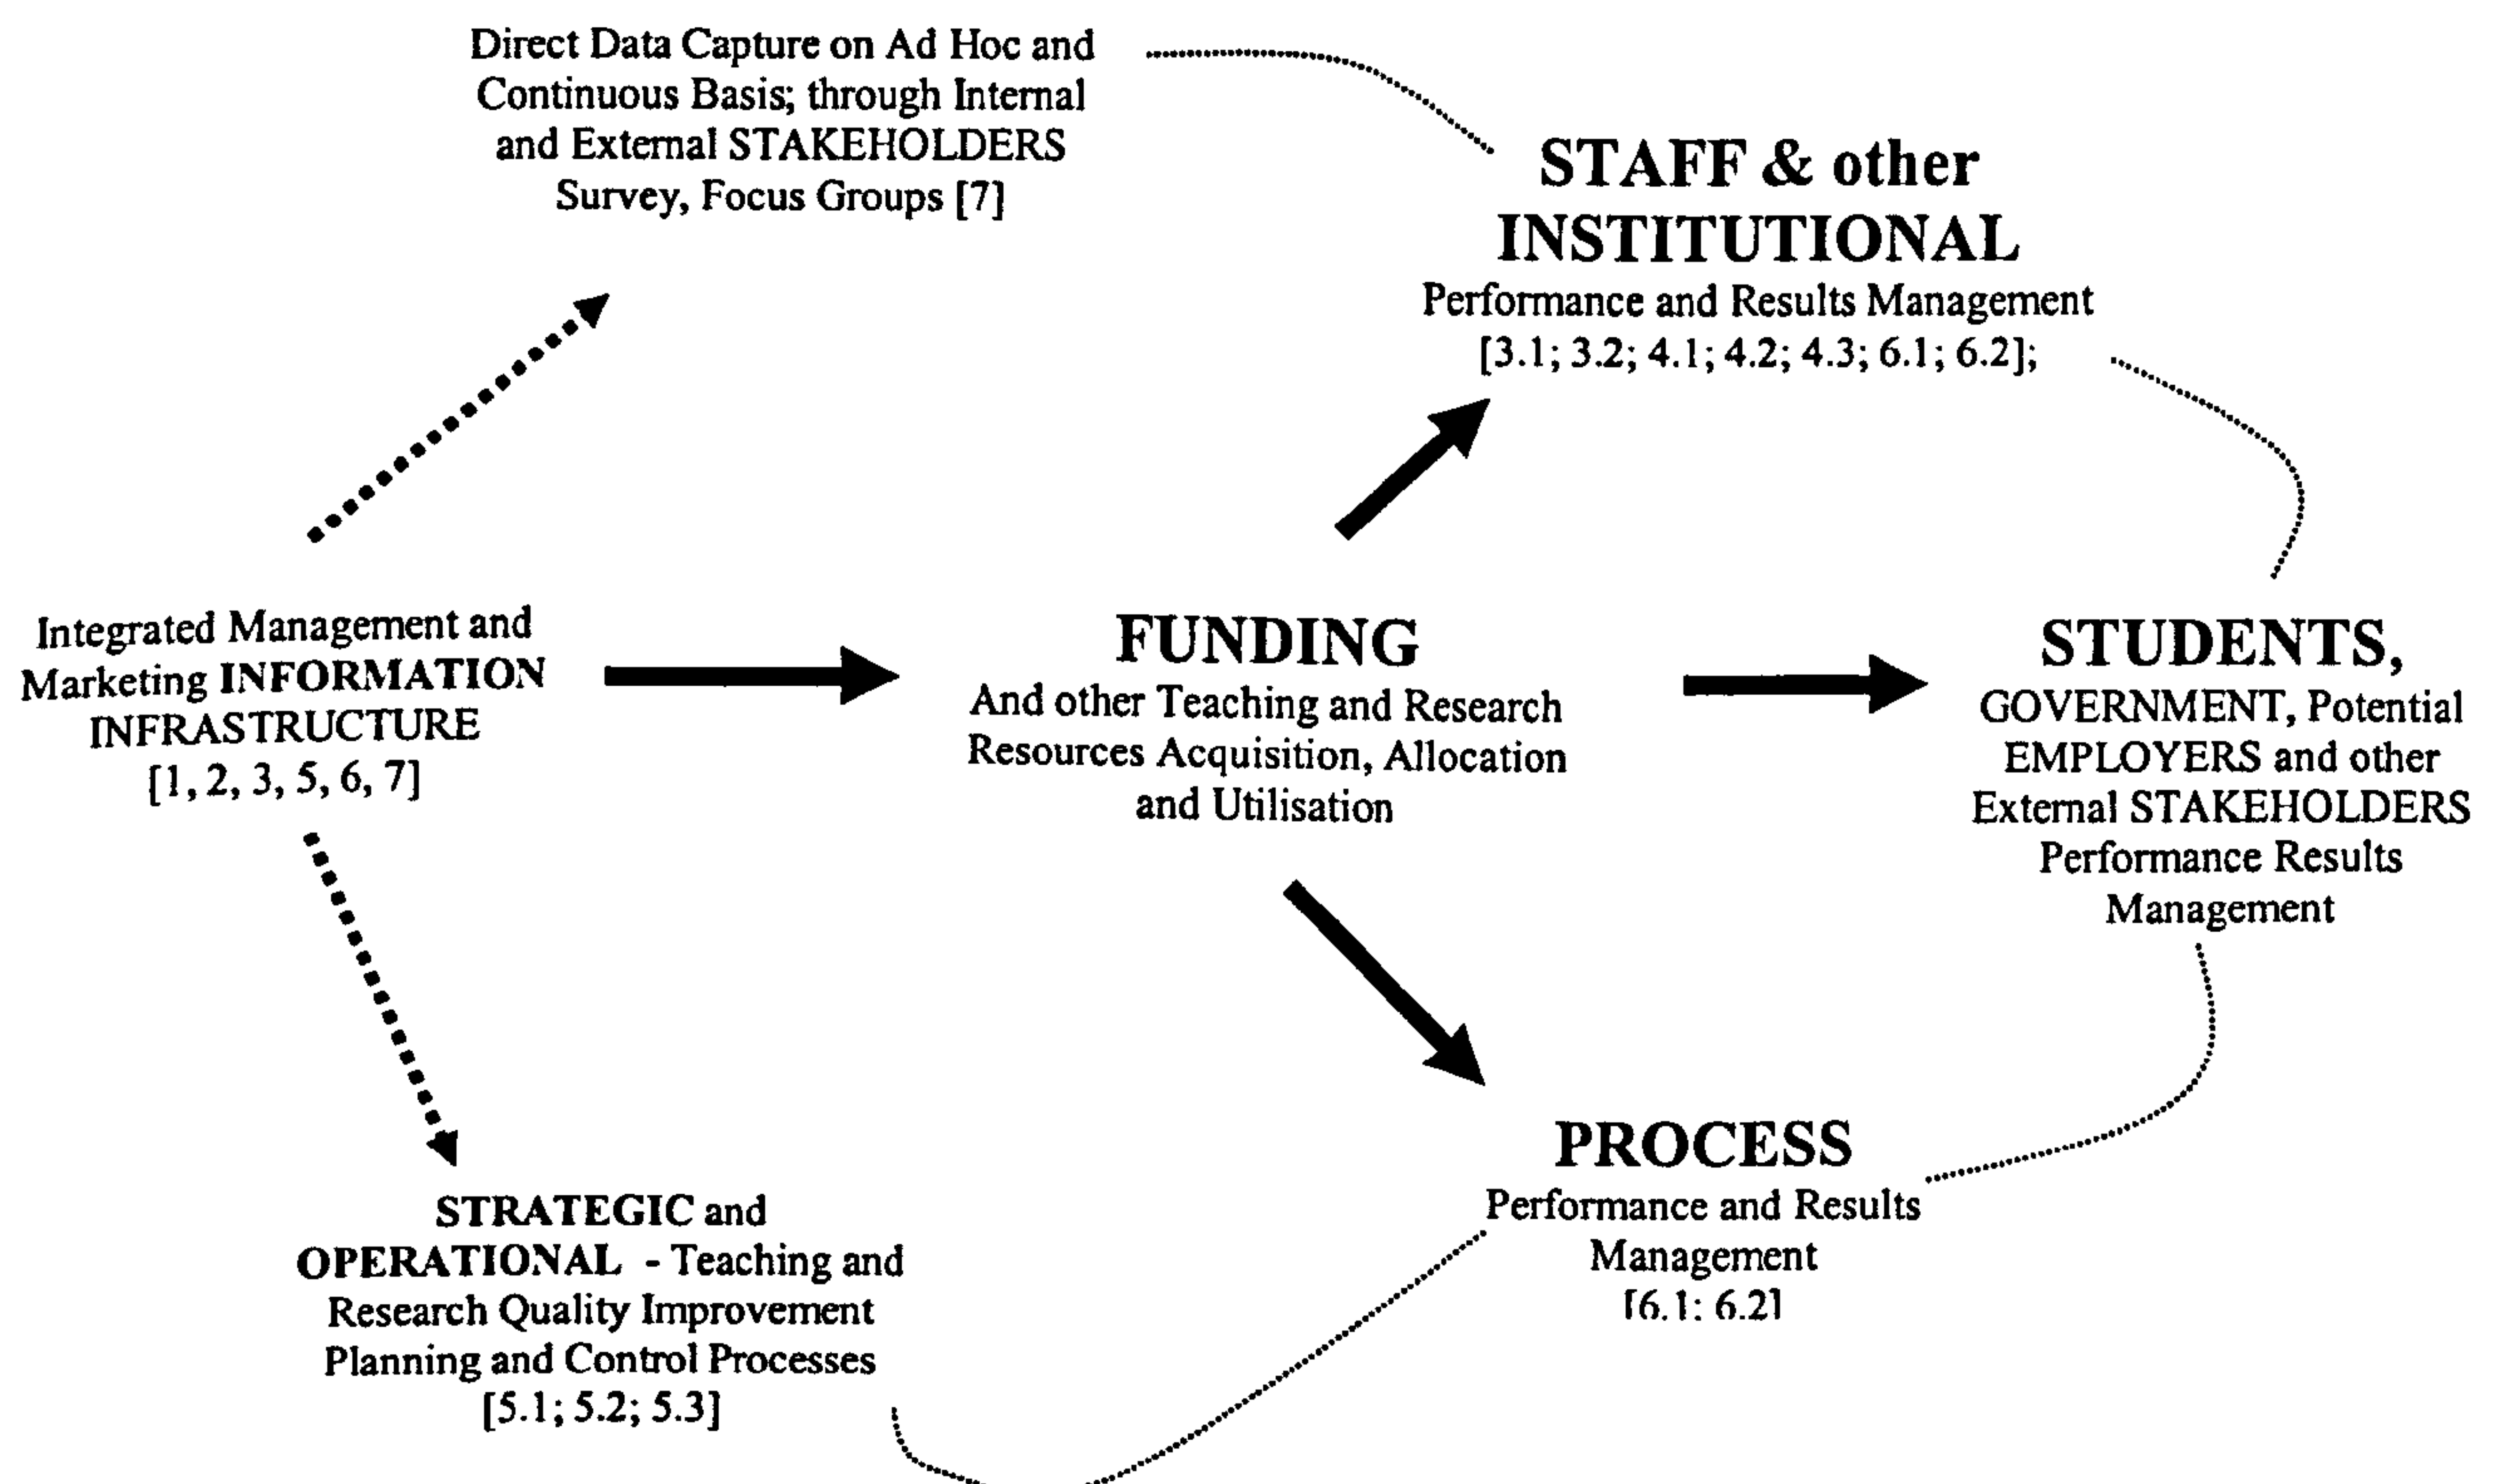 Direct Data Capture on Ad Hoc and
Continuous Basis; through Internal
and External STAKEHOLDERS
Survey, Focus Groups [7]
STAFF & other
INSTITUTIONAL
Performance and Results Management
[3.1; 3.2; 4.1; 4.2; 4.3; 6.1; 6.2];
Integrated Management and
Marketing INFORMATION
INFRASTRUCTURE
[1, 2, 3, 5, 6, 7]
FUNDING
And other Teaching and Research
Resources Acquisition, Allocation
and Utilisation
STUDENTS,
GOVERNMENT, Potential
EMPLOYERS and other
External STAKEHOLDERS
Performance Results
Management
STRATEGIC and
OPERATIONAL - Teaching and
Research Quality Improvement
Planning and Control Processes
[5.1; 5.2; 5.3]
PROCESS
Performance and Results
Management
[6.1; 6.2]